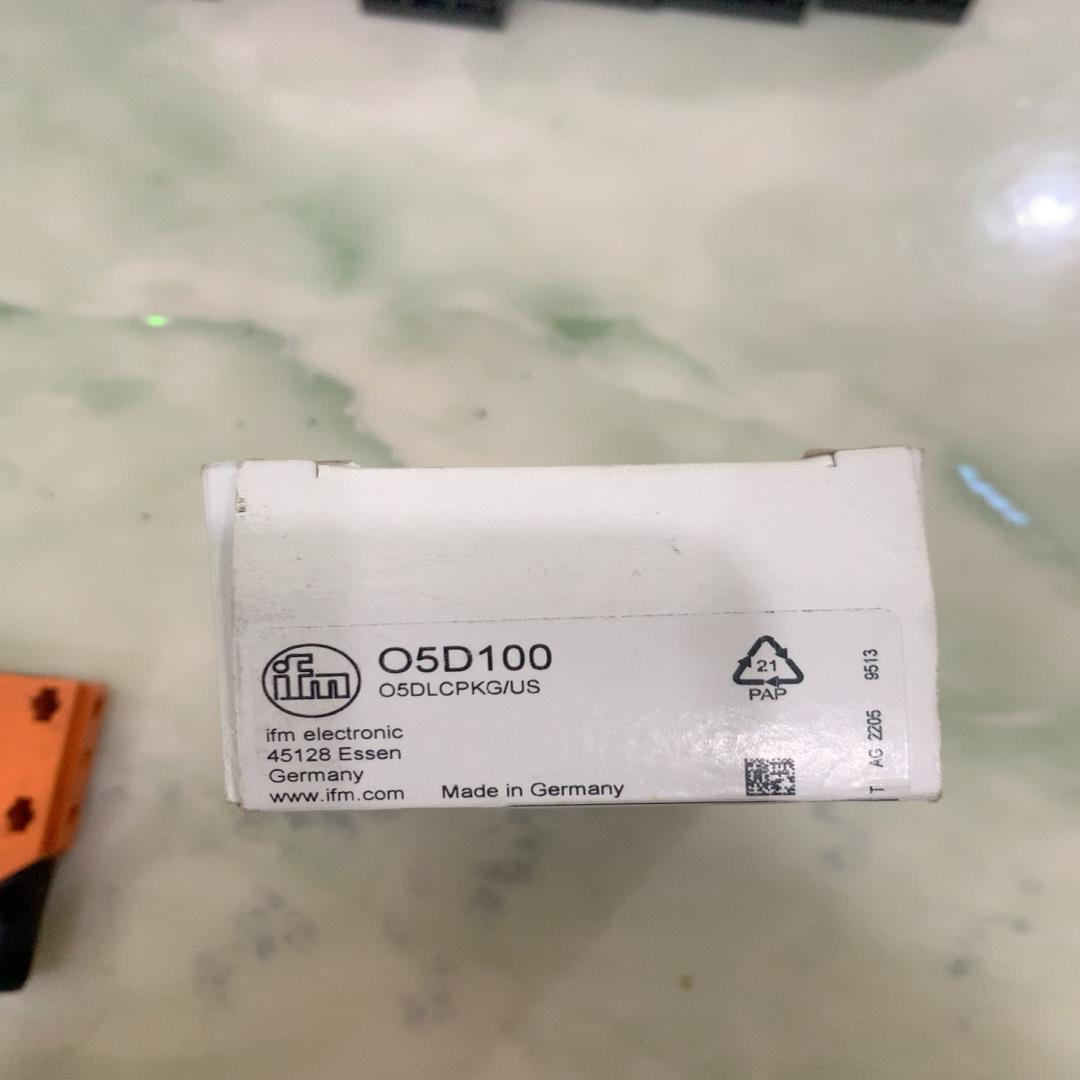 ifm
O5D100
O5DLCPKG/US
ifm electronic
45128 Essen
Germany
www.ifm.com
Made in Germany
21
PAP
T AG 2205 9513